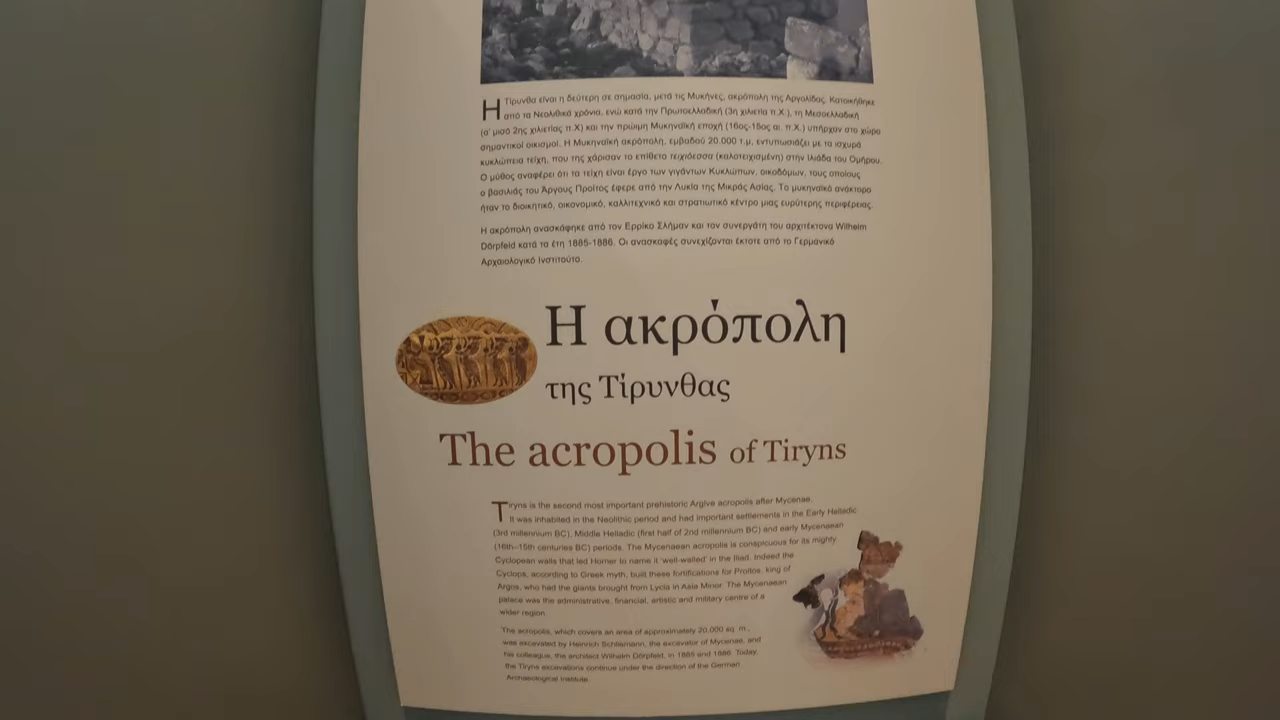 Η Τίρυνθα είναι η δεύτερη σε σημασία, μετά τις Μυκήνες, ακρόπολη της Αργολίδας. Κατοικήθηκε
από τα Νεολιθικά χρόνια, ενώ κατά την Πρωτοελλαδική (3η χιλιετία π.Χ.), τη Μεσοελλαδική
(α' μισό 2ης χιλιετίας π.Χ) και την πρώιμη Μυκηναϊκή εποχή (16ος-15ος αι. π.Χ.) υπήρχαν στο χώρο
σημαντικοί οικισμοί. Η Μυκηναϊκή ακρόπολη, εμβαδού 20.000 τ.μ, εντυπωσιάζει με τα ισχυρά
κυκλώπεια τείχη, που της χάρισαν το επίθετο τειχιόεσσα (καλοτειχισμένη) στην Ιλιάδα του Ομήρου.
Ο μύθος αναφέρει ότι τα τείχη είναι έργο των γιγάντων Κυκλώπων, οικοδόμων, τους οποίους
ο βασιλιάς του Άργους Προίτος έφερε από την Λυκία της Μικράς Ασίας. Το μυκηναϊκό ανάκτορο
ήταν το διοικητικό, οικονομικό, καλλιτεχνικό και στρατιωτικό κέντρο μιας ευρύτερης περιφέρειας.
Η ακρόπολη ανασκάφηκε από τον Ερρίκο Σλήμαν και τον συνεργάτη του αρχιτέκτονα Wilhelm
Dörpfeld κατά τα έτη 1885-1886. Οι ανασκαφές συνεχίζονται έκτοτε από το Γερμανικό
Αρχαιολογικό Ινστιτούτο.
Η ακρόπολη
της Τίρυνθας
The acropolis of Tiryns
Tiryns is the second most important prehistoric Argive acropolis after Mycenae.
It was inhabited in the Neolithic period and had important settlements in the Early Helladic
(3rd millennium BC), Middle Helladic (first half of 2nd millennium BC) and early Mycenaean
(16th-15th centuries BC) periods. The Mycenaean acropolis is conspicuous for its mighty
Cyclopean walls that led Homer to name it 'well-walled' in the Iliad. Indeed the
Cyclops, according to Greek myth, built these fortifications for Proitos, king of
Argos, who had the giants brought from Lycia in Asia Minor. The Mycenaean
palace was the administrative, financial, artistic and military centre of a
wider region.
The acropolis, which covers an area of approximately 20.000 sq. m.,
was excavated by Heinrich Schliemann, the excavator of Mycenae, and
his colleague, the architect Wilhelm Dörpfeld, in 1885 and 1886. Today,
the Tiryns excavations continue under the direction of the German
Archaeological Institute.